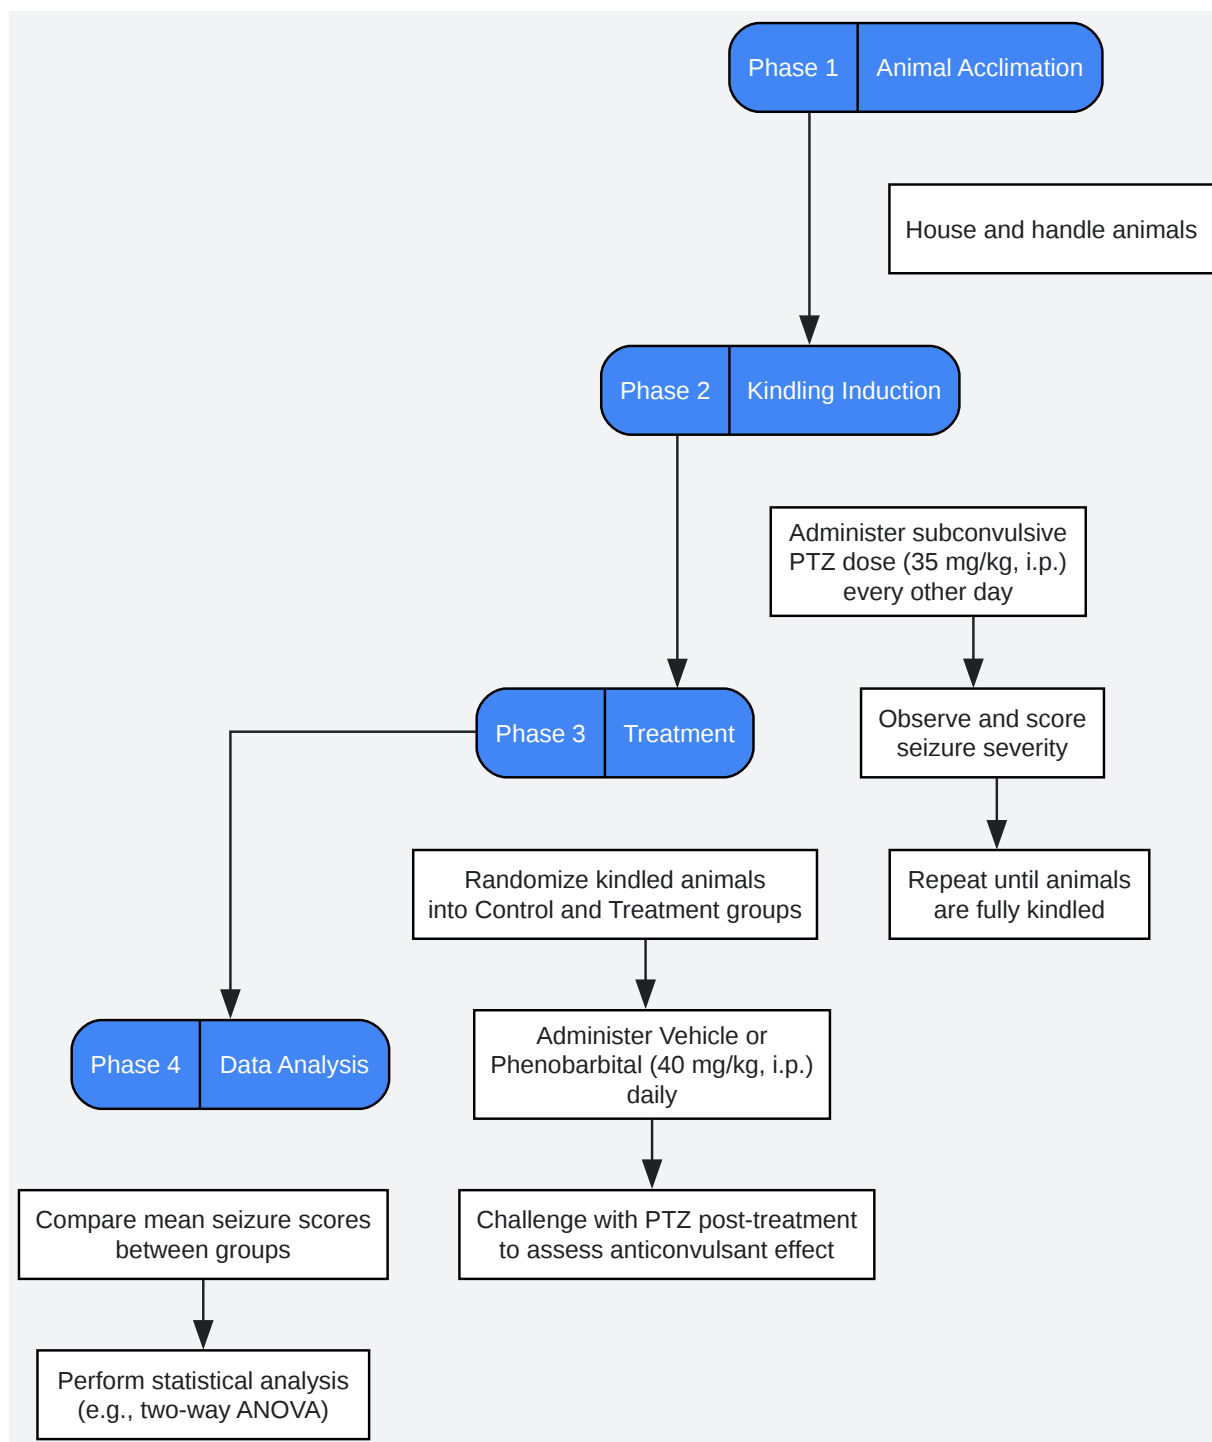 Phase 1
Animal Acclimation
House and handle animals
Phase 2
Kindling Induction
Administer subconvulsive
PTZ dose (35 mg/kg, i.p.)
every other day
Observe and score
seizure severity
Repeat until animals
are fully kindled
Phase 3
Treatment
Randomize kindled animals
into Control and Treatment groups
Administer Vehicle or
Phenobarbital (40 mg/kg, i.p.)
daily
Challenge with PTZ post-treatment
to assess anticonvulsant effect
Phase 4
Data Analysis
Compare mean seizure scores
between groups
Perform statistical analysis
(e.g., two-way ANOVA)